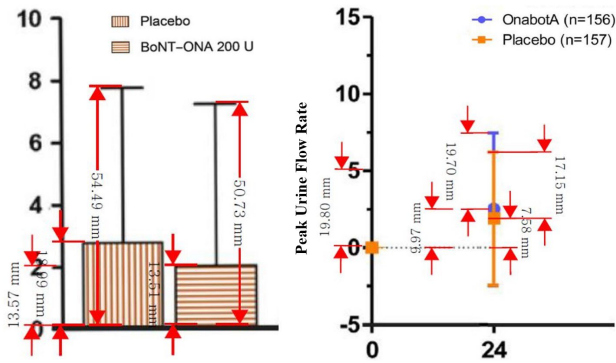 Placebo
BoNT-ONA 200 U
10
8
6
4
2
0
13.57 mm
54.49 mm
13.51 mm
50.73 mm
OnabotA (n=156)
Placebo (n=157)
Peak Urine Flow Rate
15
10
5
0
-5
0
24
19.80 mm
mm
19.70 mm
7.58 mm
17.15 mm